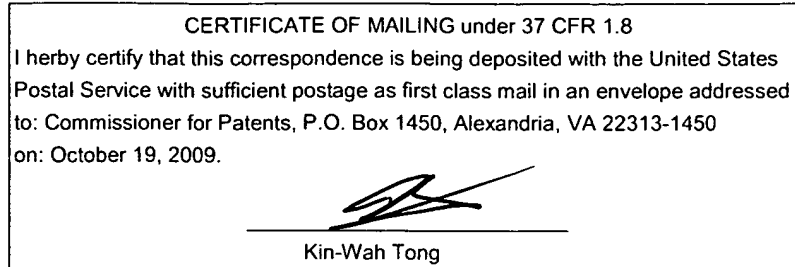 CERTIFICATE OF MAILING under 37 CFR 1.8
I herby certify that this correspondence is being deposited with the United States
Postal Service with sufficient postage as first class mail in an envelope addressed
to: Commissioner for Patents, P.O. Box 1450, Alexandria, VA 22313-1450
on: October 19, 2009.
Kin-Wah Tong